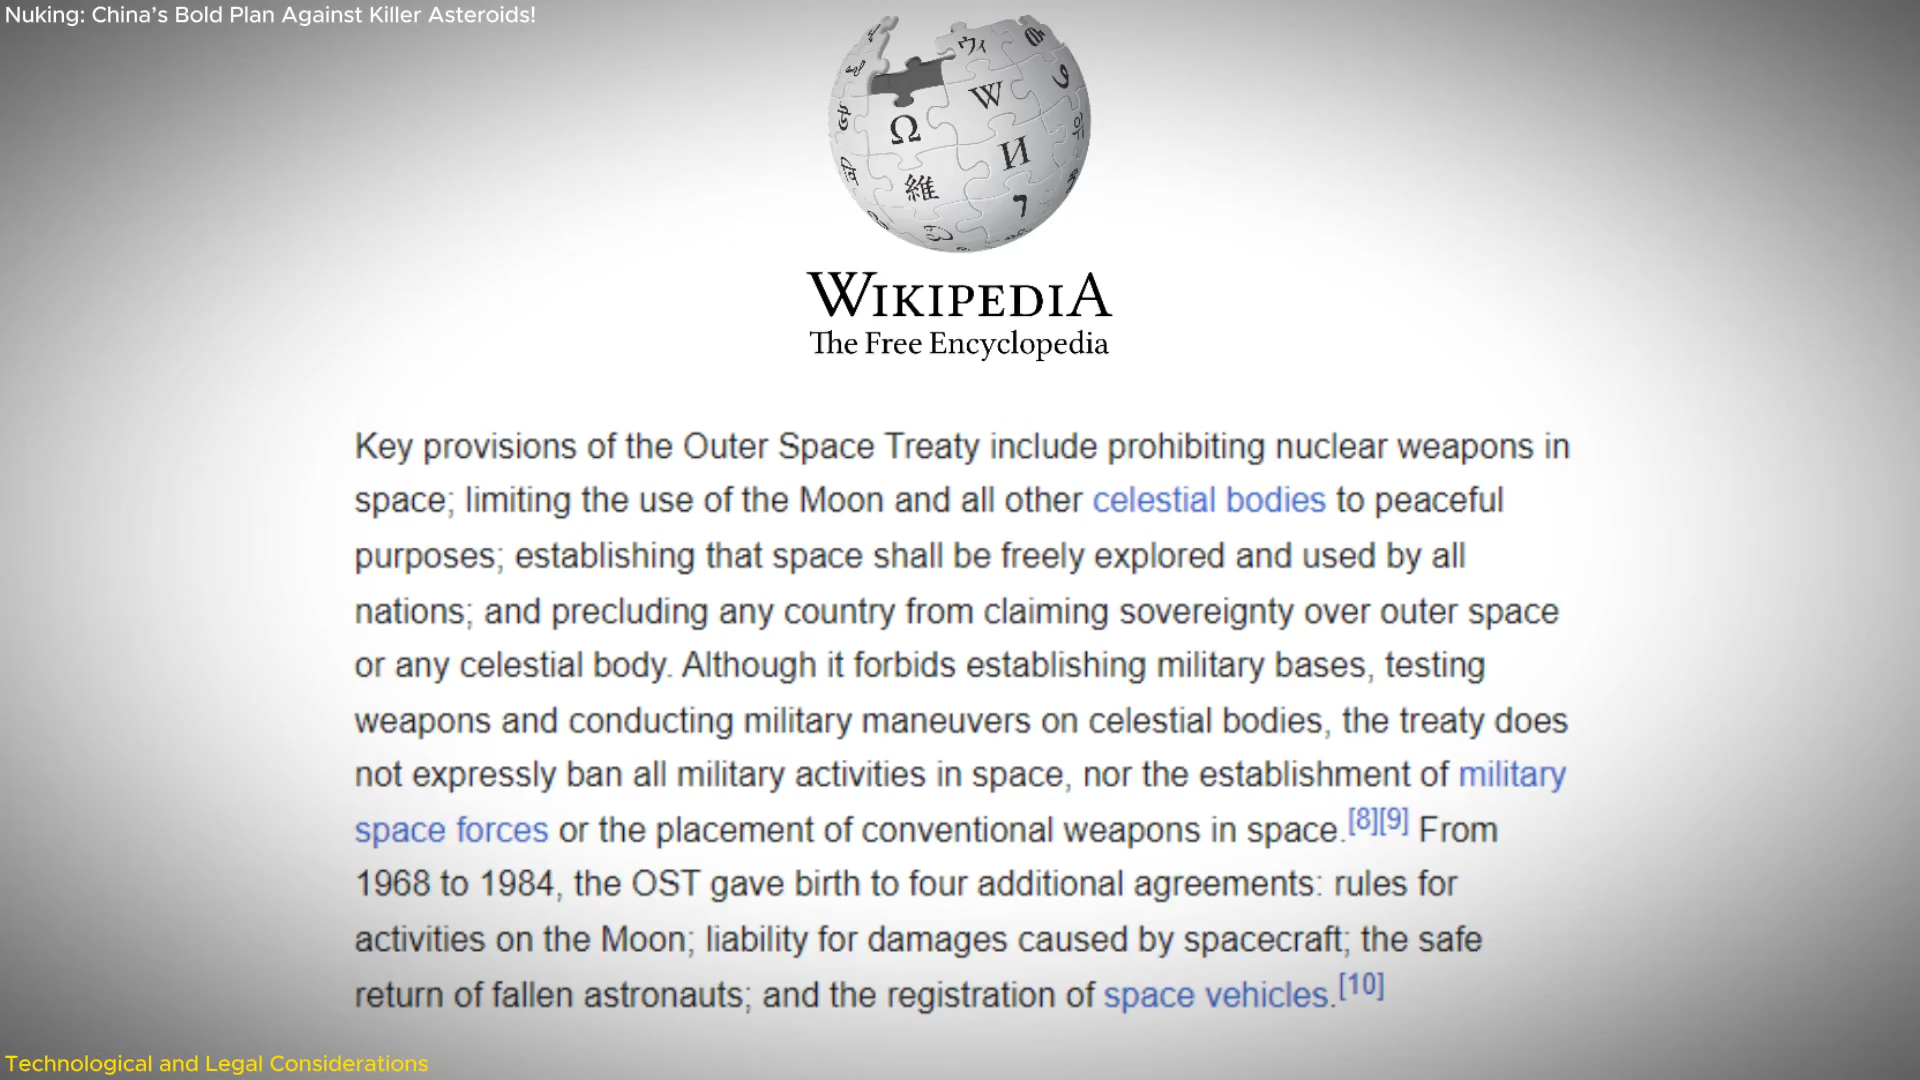 Nuking: China’s Bold Plan Against Killer Asteroids!
ウィ
W
Ω
И
維
ו
WIKIPEDIA
The Free Encyclopedia
Key provisions of the Outer Space Treaty include prohibiting nuclear weapons in
space; limiting the use of the Moon and all other celestial bodies to peaceful
purposes; establishing that space shall be freely explored and used by all
nations; and precluding any country from claiming sovereignty over outer space
or any celestial body. Although it forbids establishing military bases, testing
weapons and conducting military maneuvers on celestial bodies, the treaty does
not expressly ban all military activities in space, nor the establishment of military
space forces or the placement of conventional weapons in space.[8][9] From
1968 to 1984, the OST gave birth to four additional agreements: rules for
activities on the Moon; liability for damages caused by spacecraft; the safe
return of fallen astronauts; and the registration of space vehicles.[10]
Technological and Legal Considerations